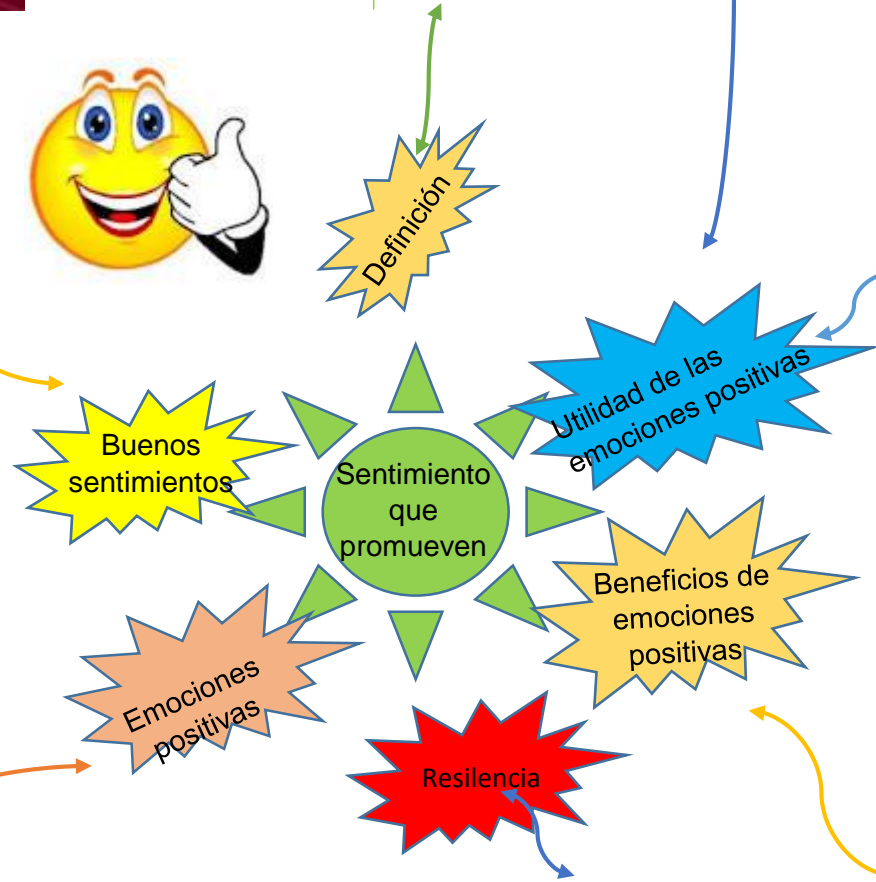 Definición
Utilidad de las
emociones positivas
Buenos
sentimientos
Sentimiento
que
promueven
Beneficios de
emociones
positivas
Emociones
positivas
Resilencia